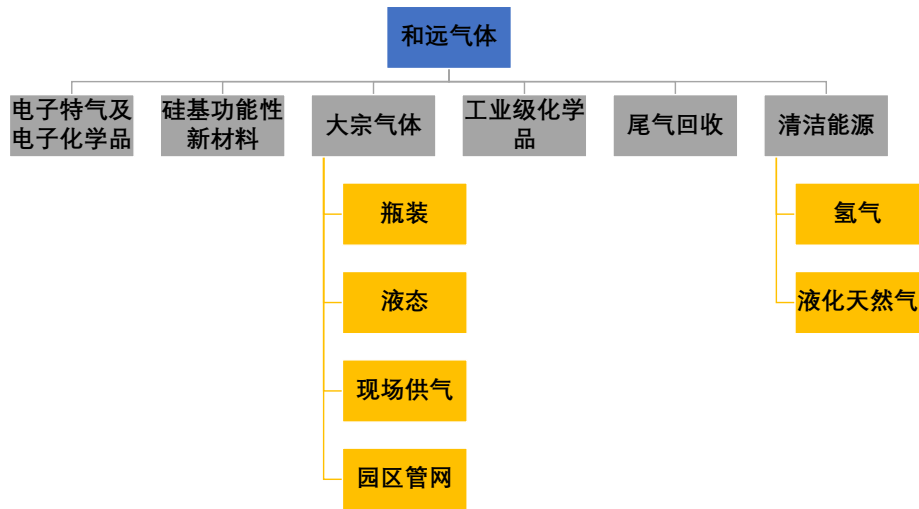 和远气体
电子特气及
电子化学品
硅基功能性
新材料
大宗气体
工业级化学
品
尾气回收
清洁能源
瓶装
液态
现场供气
园区管网
氢气
液化天然气